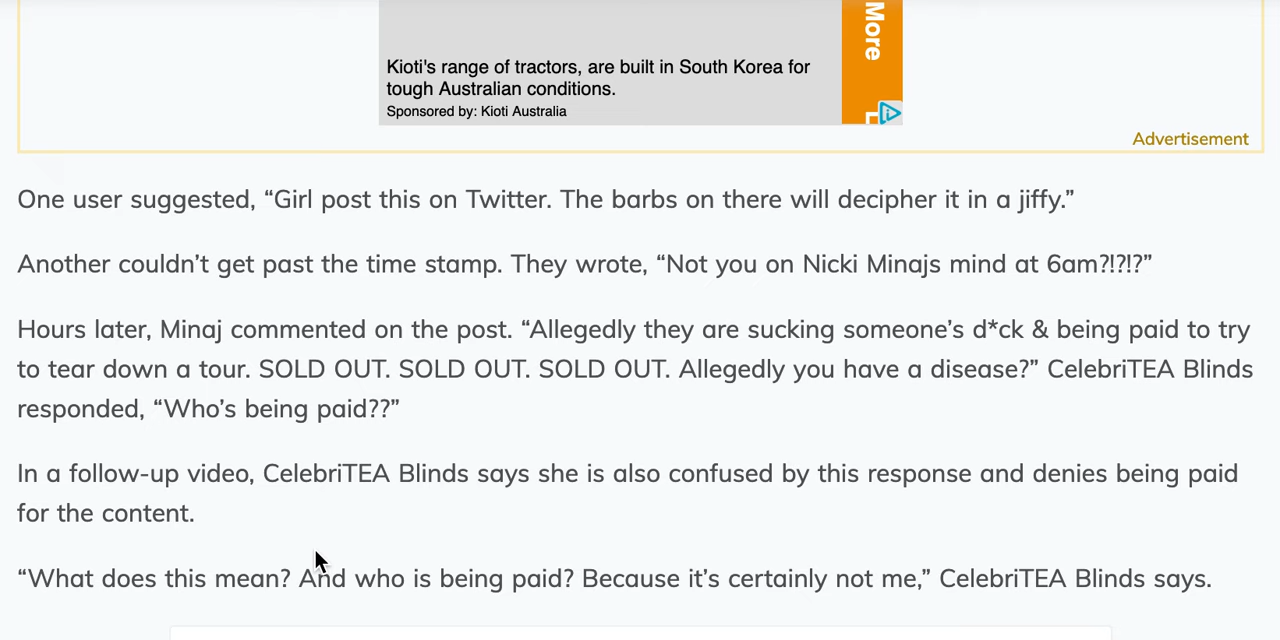 More
Kioti's range of tractors, are built in South Korea for
tough Australian conditions.
Sponsored by: Kioti Australia
Advertisement
One user suggested, “Girl post this on Twitter. The barbs on there will decipher it in a jiffy.”
Another couldn’t get past the time stamp. They wrote, “Not you on Nicki Minajs mind at 6am?!?!?”
Hours later, Minaj commented on the post. “Allegedly they are sucking someone’s d*ck & being paid to try
to tear down a tour. SOLD OUT. SOLD OUT. SOLD OUT. Allegedly you have a disease?” CelebriTEA Blinds
responded, “Who’s being paid??”
In a follow-up video, CelebriTEA Blinds says she is also confused by this response and denies being paid
for the content.
“What does this mean? And who is being paid? Because it’s certainly not me,” CelebriTEA Blinds says.